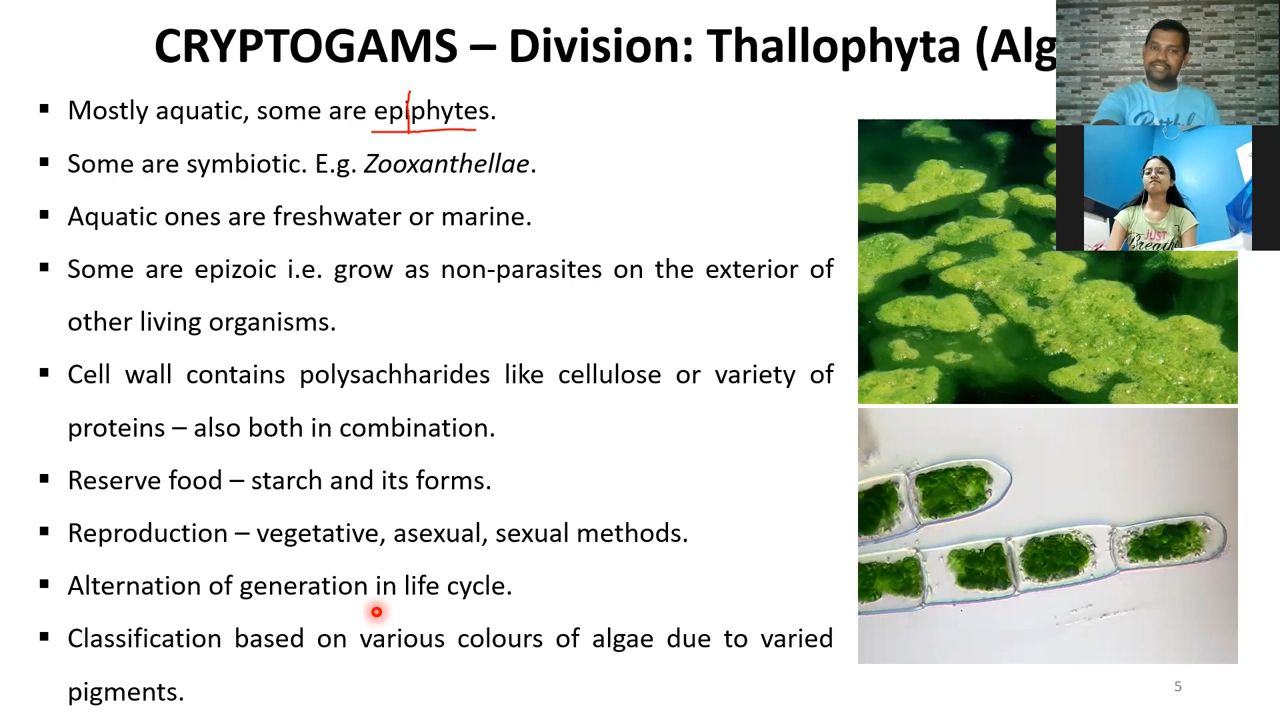 CRYPTOGAMS – Division: Thallophyta (Alg
▪ Mostly aquatic, some are epiphytes.
▪ Some are symbiotic. E.g. Zooxanthellae.
▪ Aquatic ones are freshwater or marine.
▪ Some are epizoic i.e. grow as non-parasites on the exterior of
other living organisms.
▪ Cell wall contains polysachharides like cellulose or variety of
proteins – also both in combination.
▪ Reserve food – starch and its forms.
▪ Reproduction – vegetative, asexual, sexual methods.
▪ Alternation of generation in life cycle.
▪ Classification based on various colours of algae due to varied
pigments.
JUST
Breathe
5